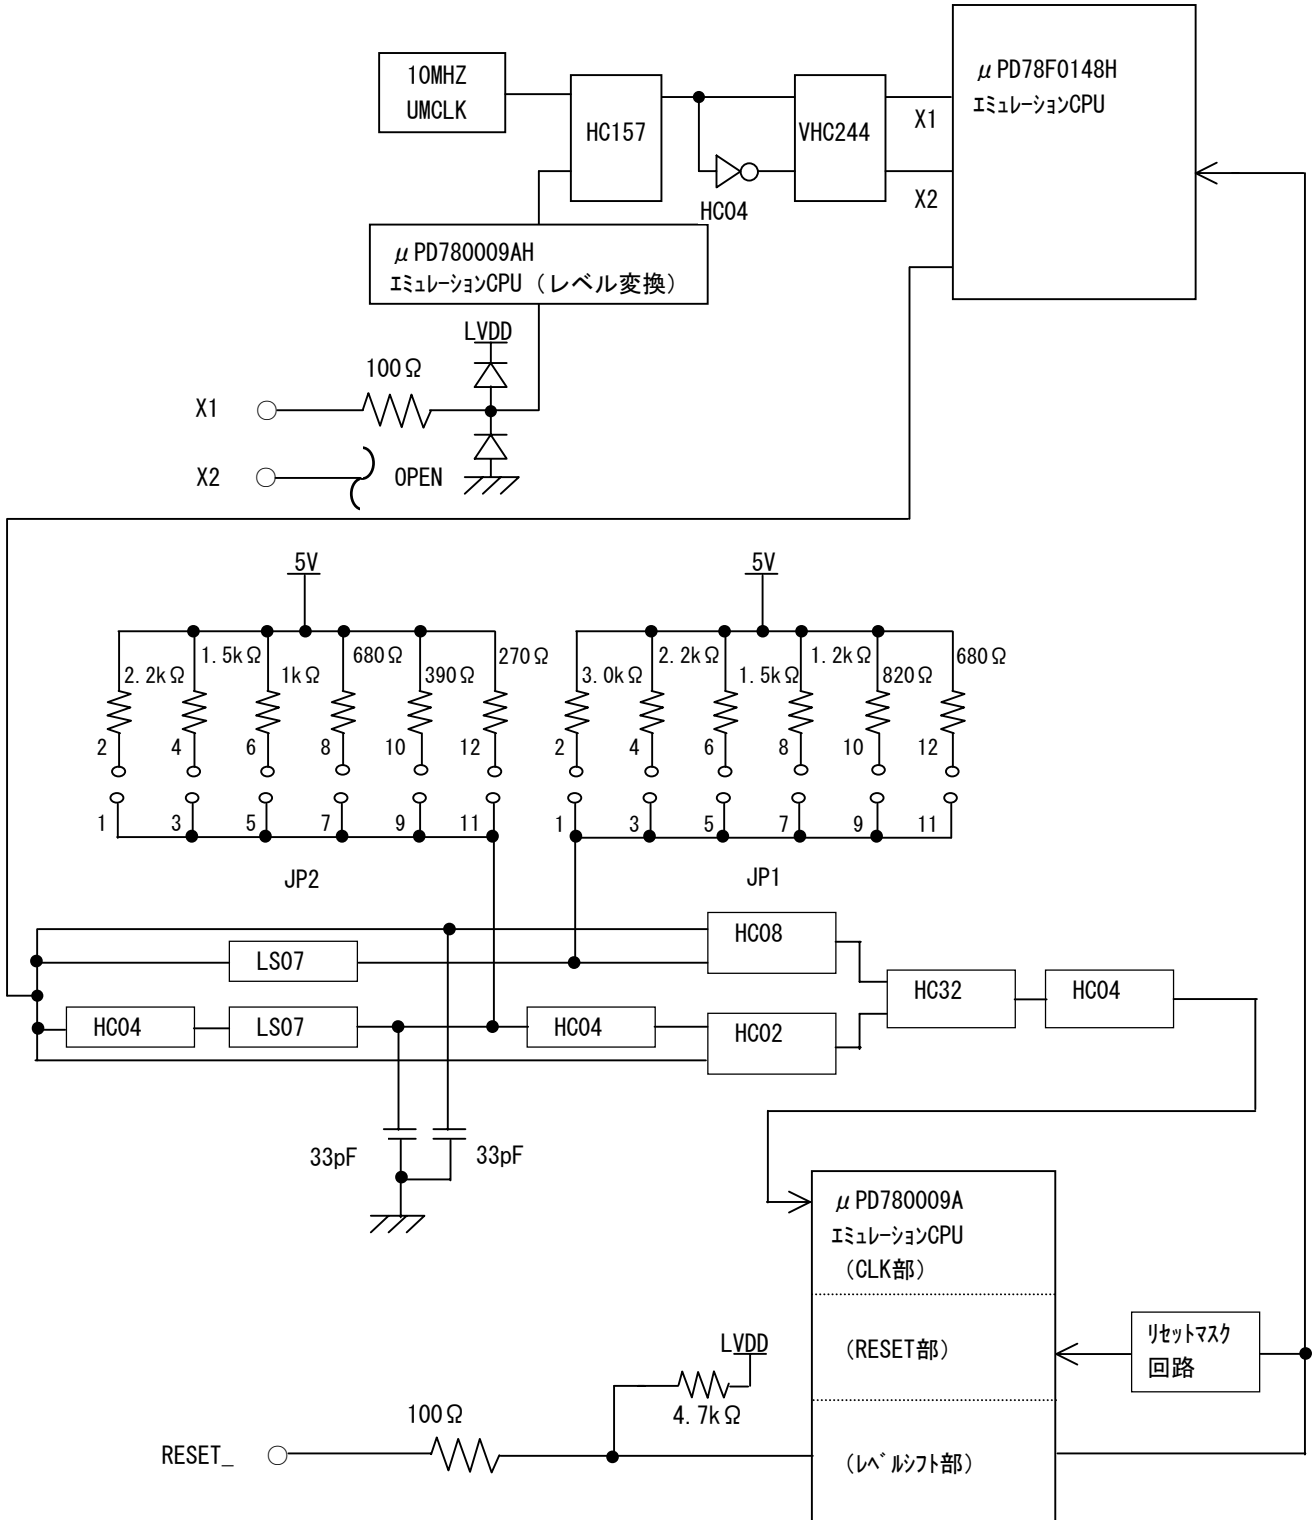 10MHZ
UMCLK
HC157
VHC244
HC04
X1
X2
μPD78F0148H
エミュレーションCPU
μPD780009AH
エミュレーションCPU（レベル変換）
LVDD
100Ω
X1
X2
OPEN
5V
5V
2.2kΩ
1.5kΩ
1kΩ
680Ω
390Ω
270Ω
3.0kΩ
2.2kΩ
1.5kΩ
1.2kΩ
820Ω
680Ω
2 4 6 8 10 12
2 4 6 8 10 12
1 3 5 7 9 11
1 3 5 7 9 11
JP2
JP1
LS07
HC08
HC04
LS07
HC04
HC02
HC32
HC04
33pF
33pF
μPD780009A
エミュレーションCPU
（CLK部）
（RESET部）
（レベルシフト部）
リセットマスク
回路
LVDD
4.7kΩ
100Ω
RESET_